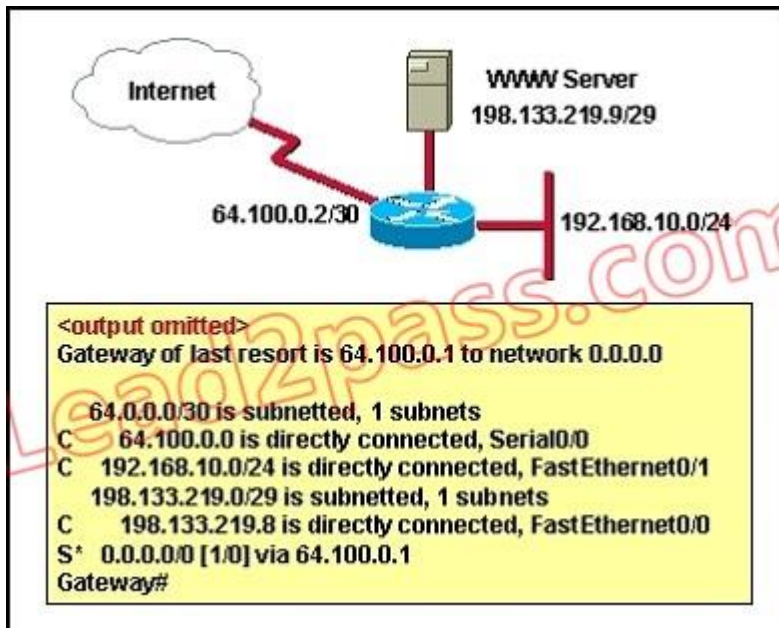 Internet
WWW Server
198.133.219.9/29
64.100.0.2/30
192.168.10.0/24
Lead2pass.com
<output omitted>
Gateway of last resort is 64.100.0.1 to network 0.0.0.0
64.0.0.0/30 is subnetted, 1 subnets
C 64.100.0.0 is directly connected, Serial0/0
C 192.168.10.0/24 is directly connected, FastEthernet0/1
198.133.219.0/29 is subnetted, 1 subnets
C 198.133.219.8 is directly connected, FastEthernet0/0
S* 0.0.0.0/0 [1/0] via 64.100.0.1
Gateway#